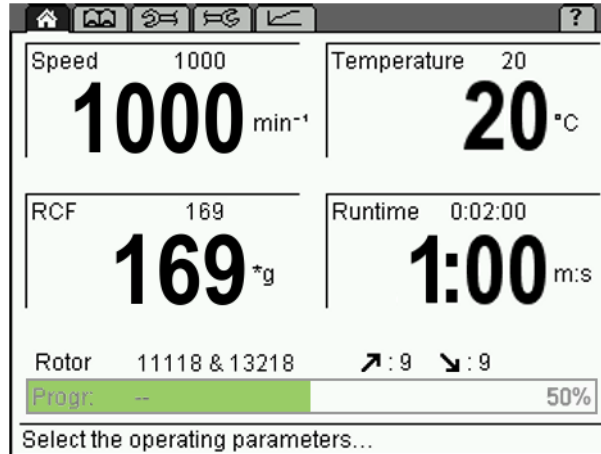 ?
Speed 1000
1000 min⁻¹
Temperature 20
20 °C
RCF 169
169 *g
Runtime 0:02:00
1:00 m:s
Rotor 11118 & 13218 ↗ : 9 ↘ : 9
Progr: -- 50%
Select the operating parameters...